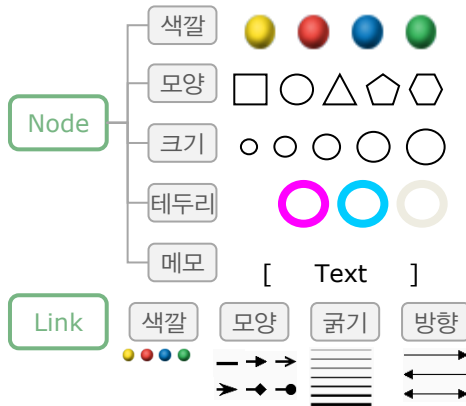 색깔
모양
Node
크기
테두리
메모
[ Text ]
Link
색깔 모양 굵기 방향